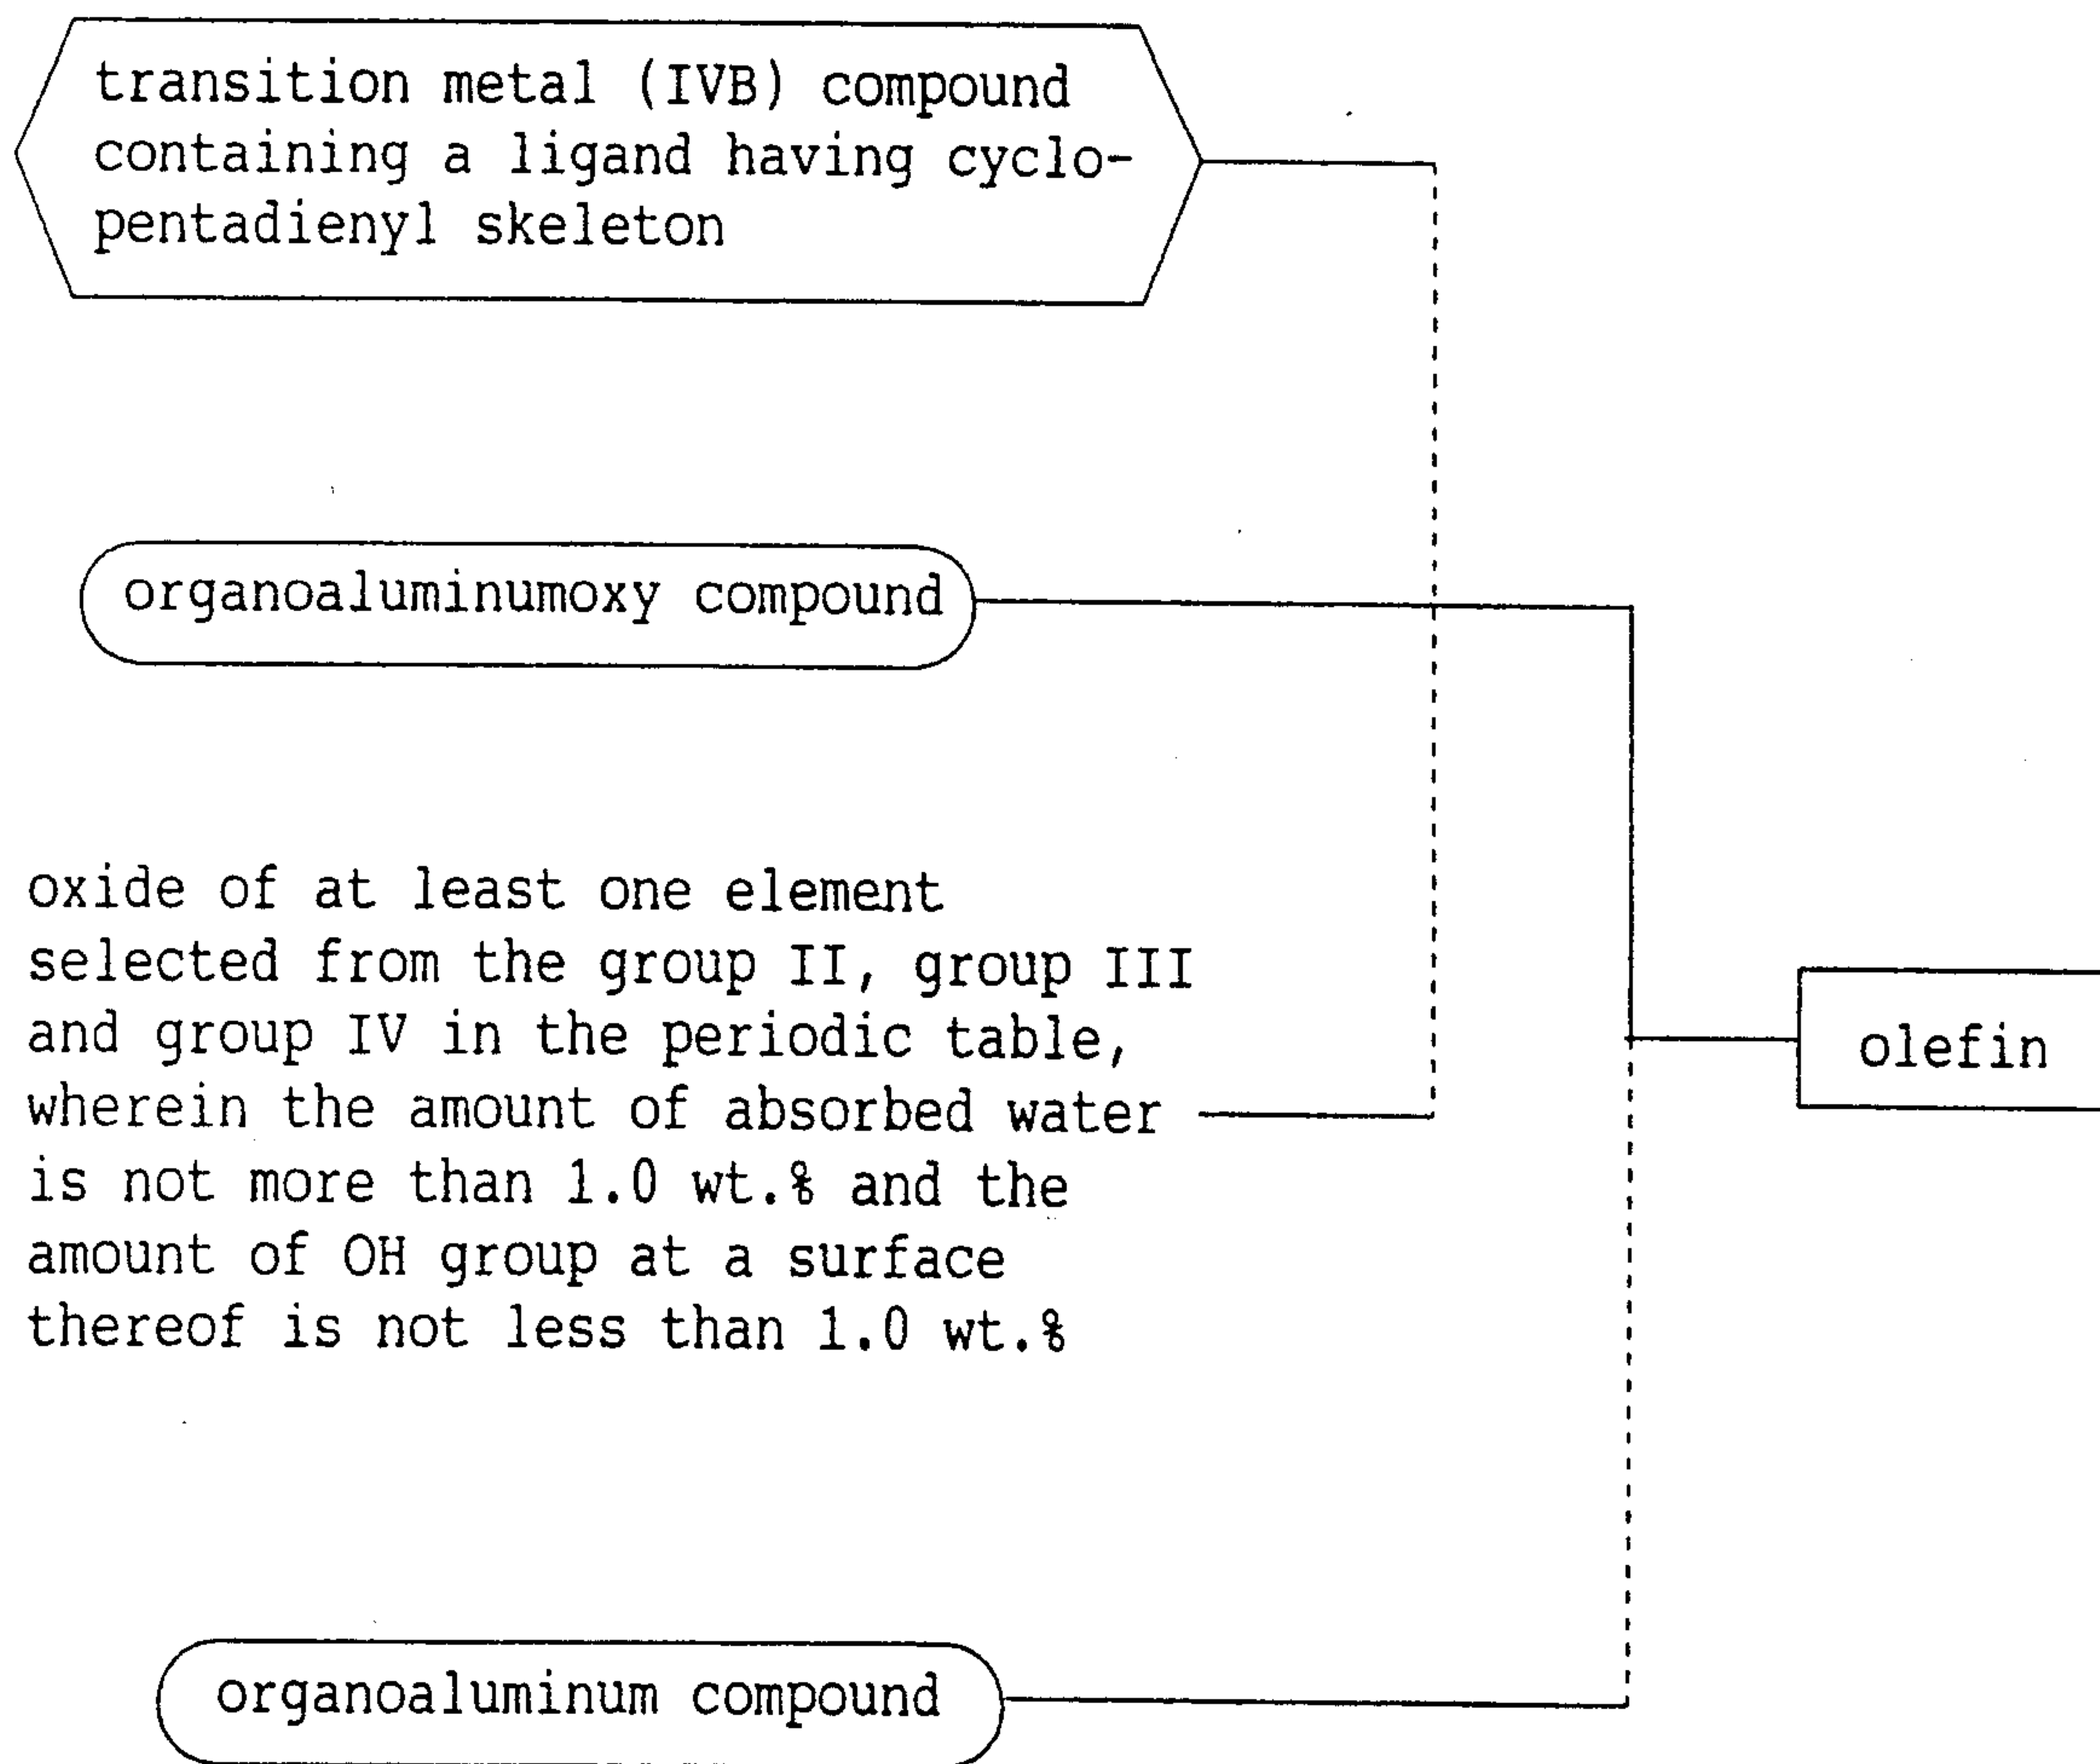 transition metal (IVB) compound
containing a ligand having cyclo-
pentadienyl skeleton
organoaluminumoxy compound
oxide of at least one element
selected from the group II, group III
and group IV in the periodic table,
wherein the amount of absorbed water
is not more than 1.0 wt.% and the
amount of OH group at a surface
thereof is not less than 1.0 wt.%
olefin
organoaluminum compound